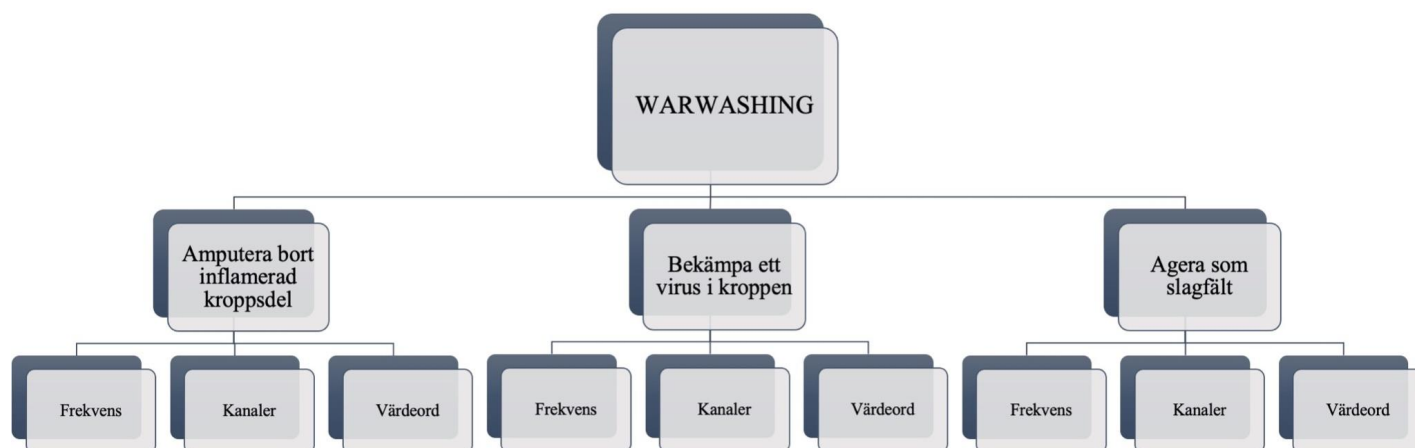 WARWASHING
Amputera bort
inflamerad
kroppsdel
Bekämpa ett
virus i kroppen
Agera som
slagfält
Frekvens
Kanaler
Värdeord
Frekvens
Kanaler
Värdeord
Frekvens
Kanaler
Värdeord